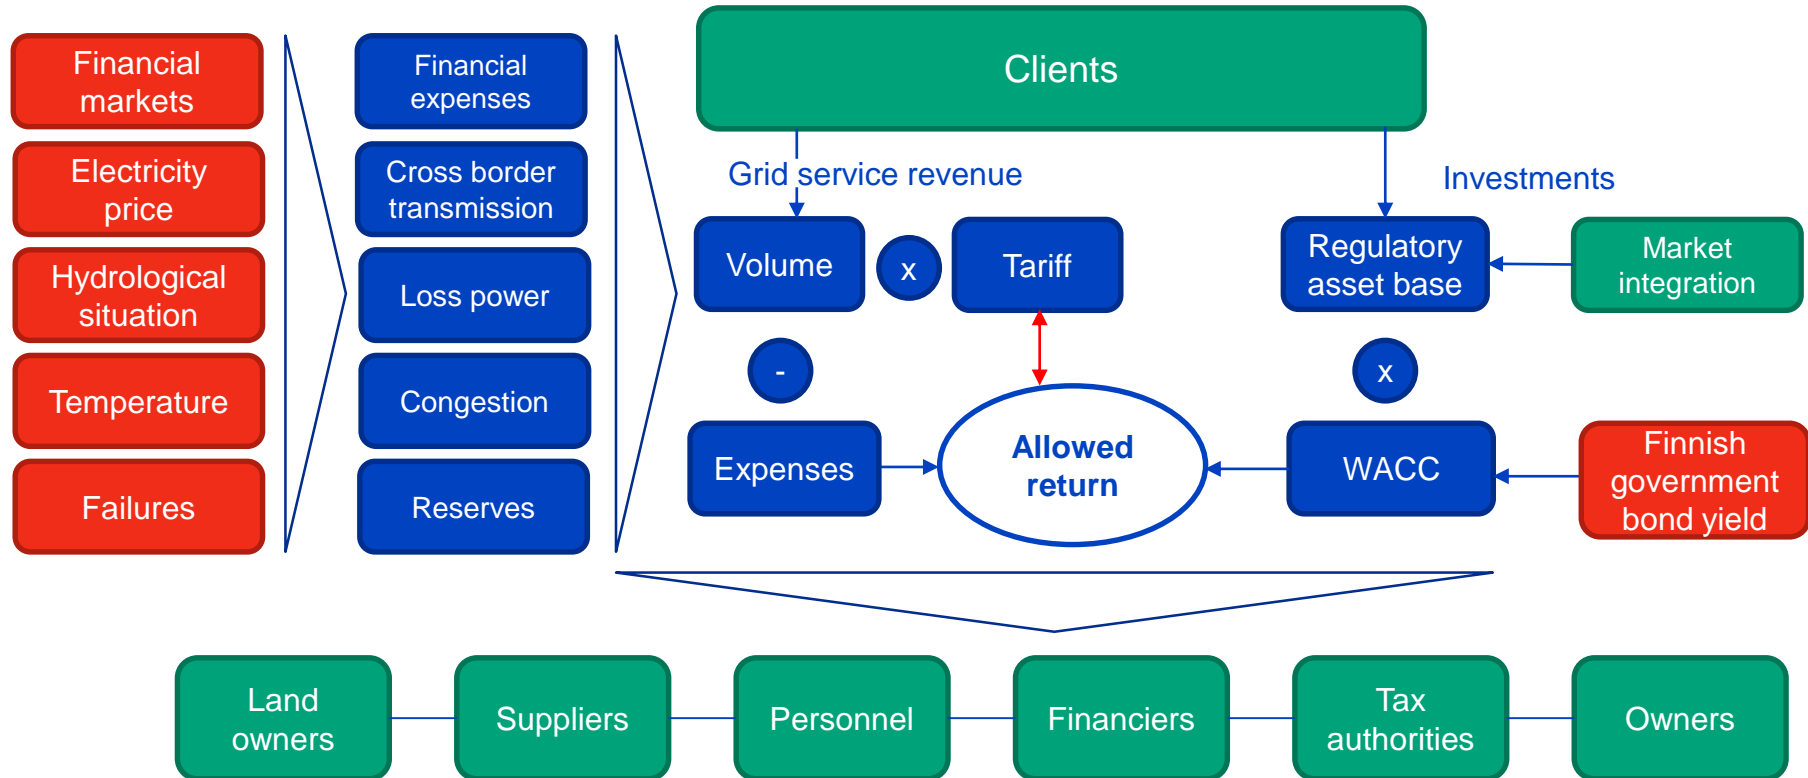 Financial
markets
Electricity
price
Hydrological
situation
Temperature
Failures
Financial
expenses
Cross border
transmission
Loss power
Congestion
Reserves
Clients
Grid service revenue
Investments
Volume
x
Tariff
Regulatory
asset base
Market
integration
-
x
Expenses
Allowed
return
WACC
Finnish
government
bond yield
Land
owners
Suppliers
Personnel
Financiers
Tax
authorities
Owners